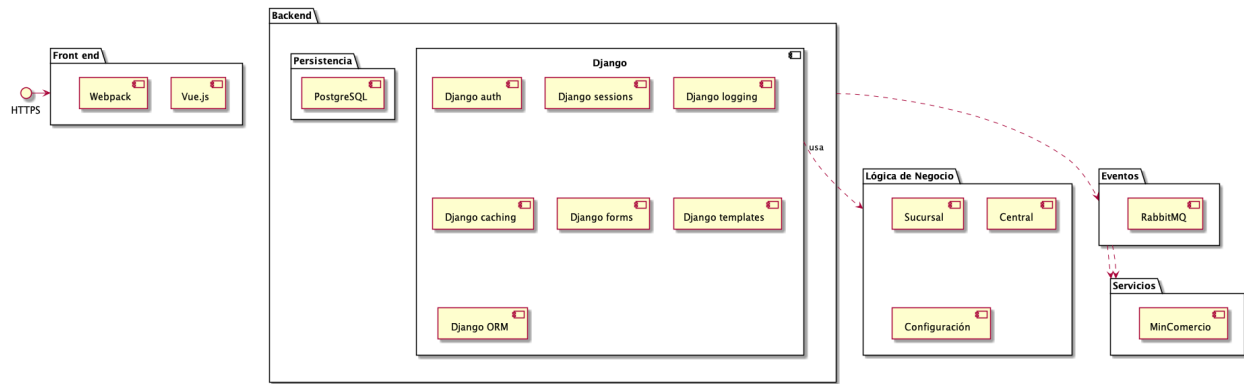 Backend
Front end
Webpack
Vue.js
HTTPS
Persistencia
PostgreSQL
Django
Django auth
Django sessions
Django logging
Django caching
Django forms
Django templates
Django ORM
usa
Lógica de Negocio
Sucursal
Central
Configuración
Eventos
RabbitMQ
Servicios
MinComercio